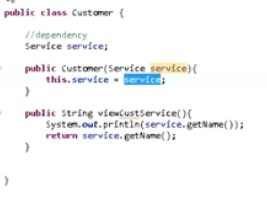 public class Customer {
//dependency
Service service;
public Customer(Service service){
this.service = service;
}
public String viewCustService(){
System.out.println(service.getName());
return service.getName();
}
}